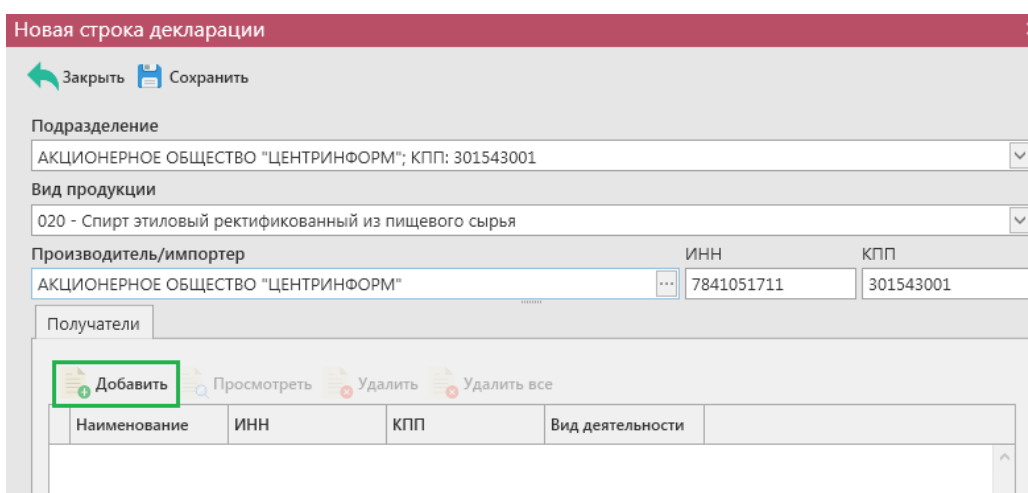 Новая строка декларации
Закрыть Сохранить
Подразделение
АКЦИОНЕРНОЕ ОБЩЕСТВО "ЦЕНТРИНФОРМ"; КПП: 301543001
Вид продукции
020 - Спирт этиловый ректификованный из пищевого сырья
Производитель/импортер ИНН КПП
АКЦИОНЕРНОЕ ОБЩЕСТВО "ЦЕНТРИНФОРМ" ... 7841051711 301543001
Получатели
Добавить Просмотреть Удалить Удалить все
Наименование ИНН КПП Вид деятельности